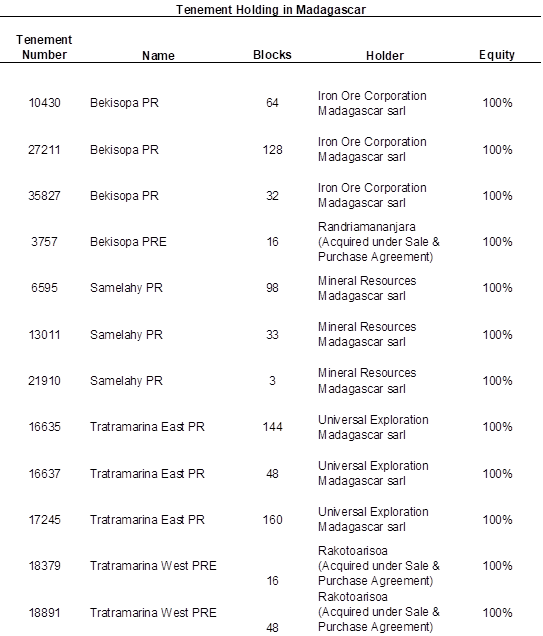 Tenement Holding in Madagascar
Tenement Number Name Blocks Holder Equity
10430 Bekisopa PR 64 Iron Ore Corporation Madagascar sarl 100%
27211 Bekisopa PR 128 Iron Ore Corporation Madagascar sarl 100%
35827 Bekisopa PR 32 Iron Ore Corporation Madagascar sarl 100%
3757 Bekisopa PRE 16 Randriamananjara (Acquired under Sale & Purchase Agreement) 100%
6595 Samelahy PR 98 Mineral Resources Madagascar sarl 100%
13011 Samelahy PR 33 Mineral Resources Madagascar sarl 100%
21910 Samelahy PR 3 Mineral Resources Madagascar sarl 100%
16635 Tratramarina East PR 144 Universal Exploration Madagascar sarl 100%
16637 Tratramarina East PR 48 Universal Exploration Madagascar sarl 100%
17245 Tratramarina East PR 160 Universal Exploration Madagascar sarl 100%
18379 Tratramarina West PRE 16 Rakotoarisoa (Acquired under Sale & Purchase Agreement) 100%
18891 Tratramarina West PRE 48 Rakotoarisoa (Acquired under Sale & Purchase Agreement) 100%